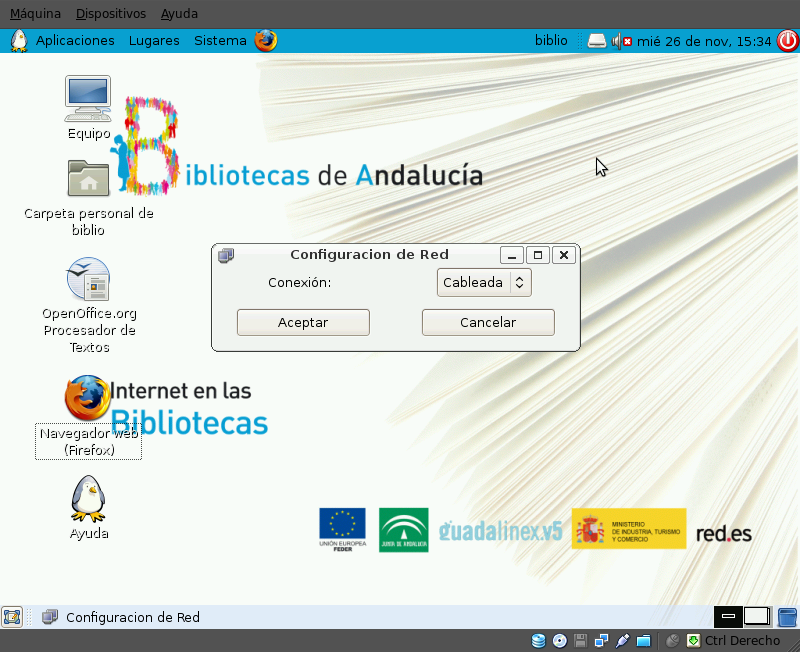 Máquina Dispositivos Ayuda
Aplicaciones Lugares Sistema biblio mié 26 de nov, 15:34
Equipo
Bibliotecas de Andalucía
Carpeta personal de
biblio
Configuracion de Red
Conexión: Cableada
Aceptar Cancelar
OpenOffice.org
Procesador de
Textos
Internet en las
Bibliotecas
Navegador web
(Firefox)
Ayuda
UNIÓN EUROPEA
FEDER
JUNTA DE ANDALUCIA
guadalinex.v5
MINISTERIO
DE INDUSTRIA, TURISMO
Y COMERCIO
red.es
Configuracion de Red
Ctrl Derecho